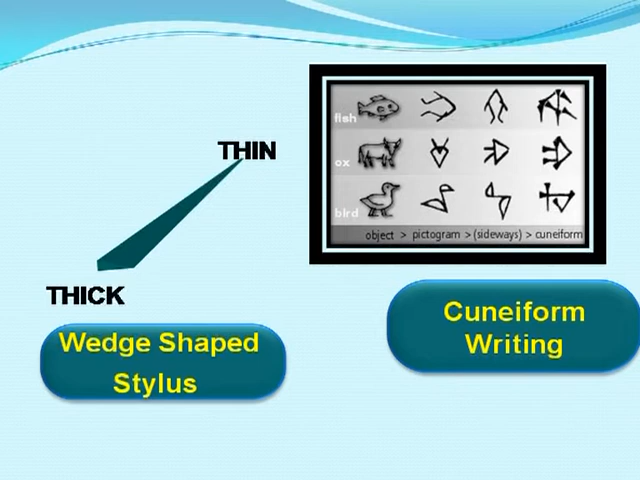 THIN
THICK
Wedge Shaped
Stylus
fish
ox
bird
object > pictogram > (sideways) > cuneiform
Cuneiform
Writing